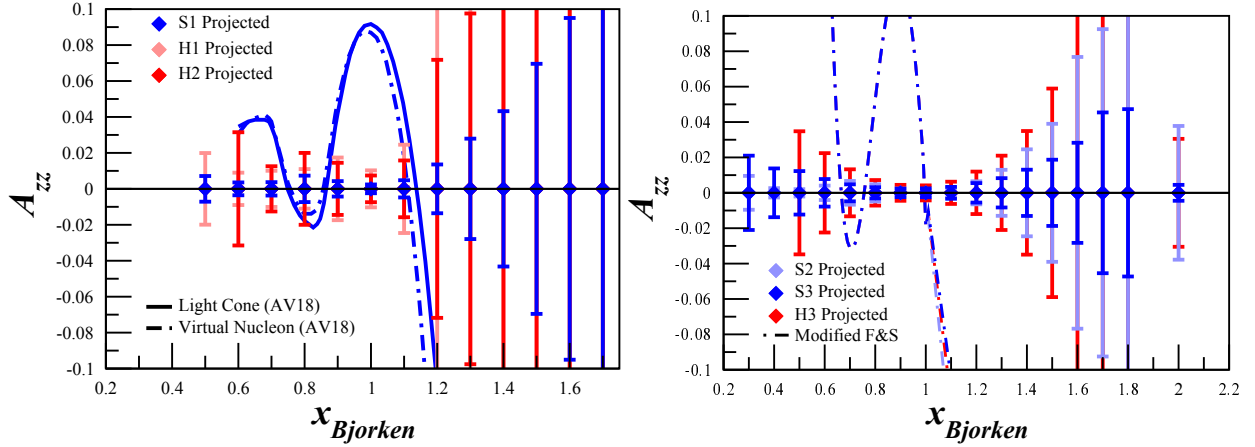 0.1
0.08
0.06
0.04
0.02
0
-0.02
-0.04
-0.06
-0.08
-0.1
A_zz
S1 Projected
H1 Projected
H2 Projected
Light Cone (AV18)
Virtual Nucleon (AV18)
0.2 0.4 0.6 0.8 1 1.2 1.4 1.6
x_Bjorken
0.1
0.08
0.06
0.04
0.02
0
-0.02
-0.04
-0.06
-0.08
-0.1
A_zz
S2 Projected
S3 Projected
H3 Projected
Modified F&S
0.2 0.4 0.6 0.8 1 1.2 1.4 1.6 1.8 2 2.2
x_Bjorken